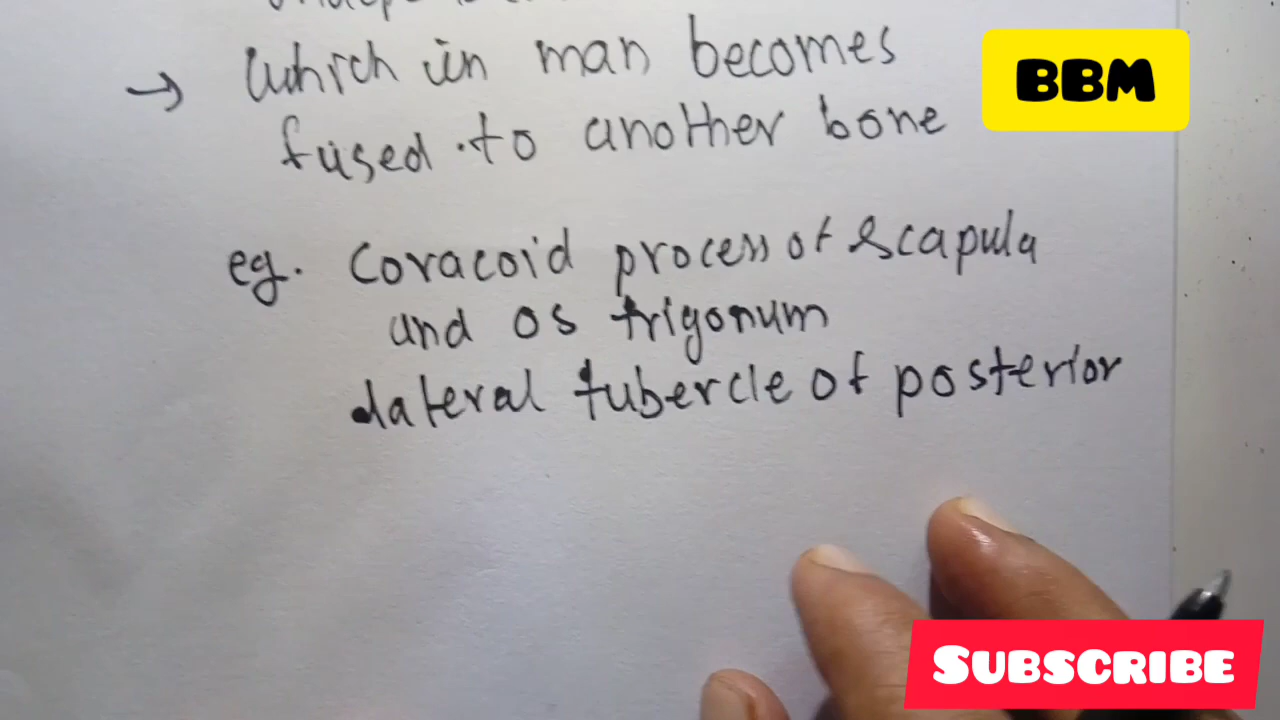 → which in man becomes
BBM
fused to another bone
eg. Coracoid process of Scapula
and os trigonum
lateral tubercle of posterior
SUBSCRIBE